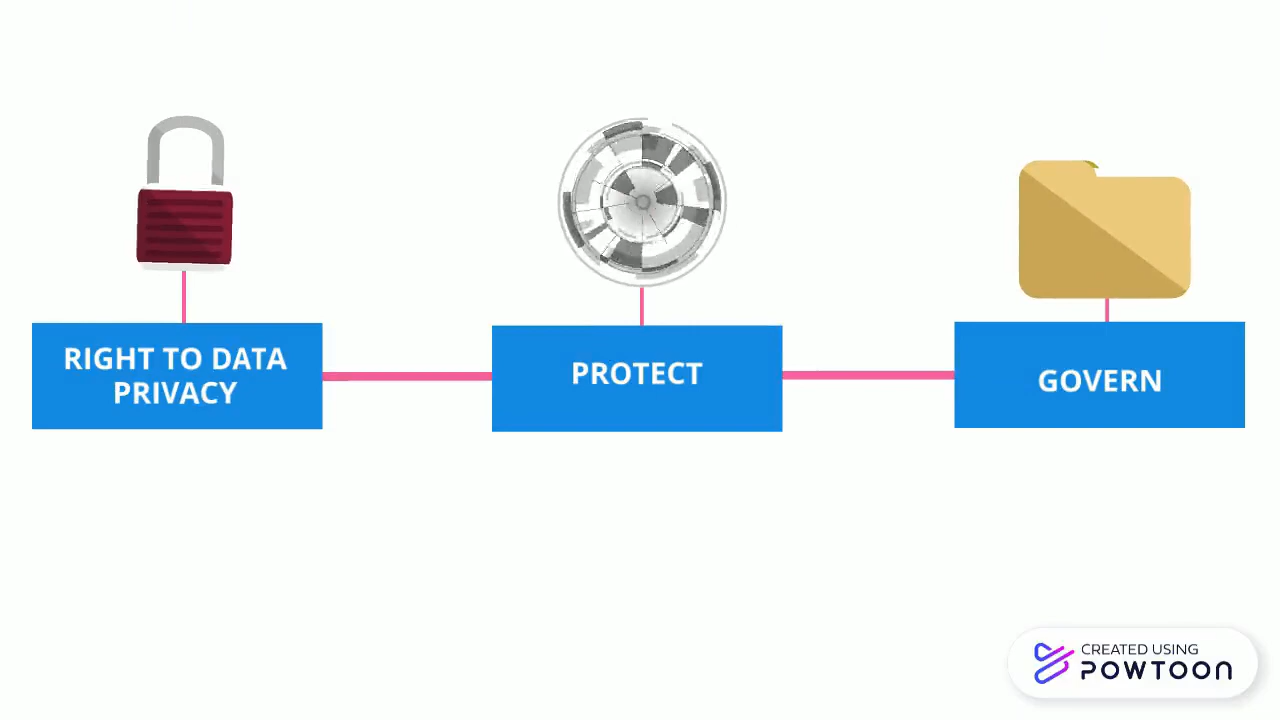 RIGHT TO DATA
PRIVACY
PROTECT
GOVERN
CREATED USING
POWTOON